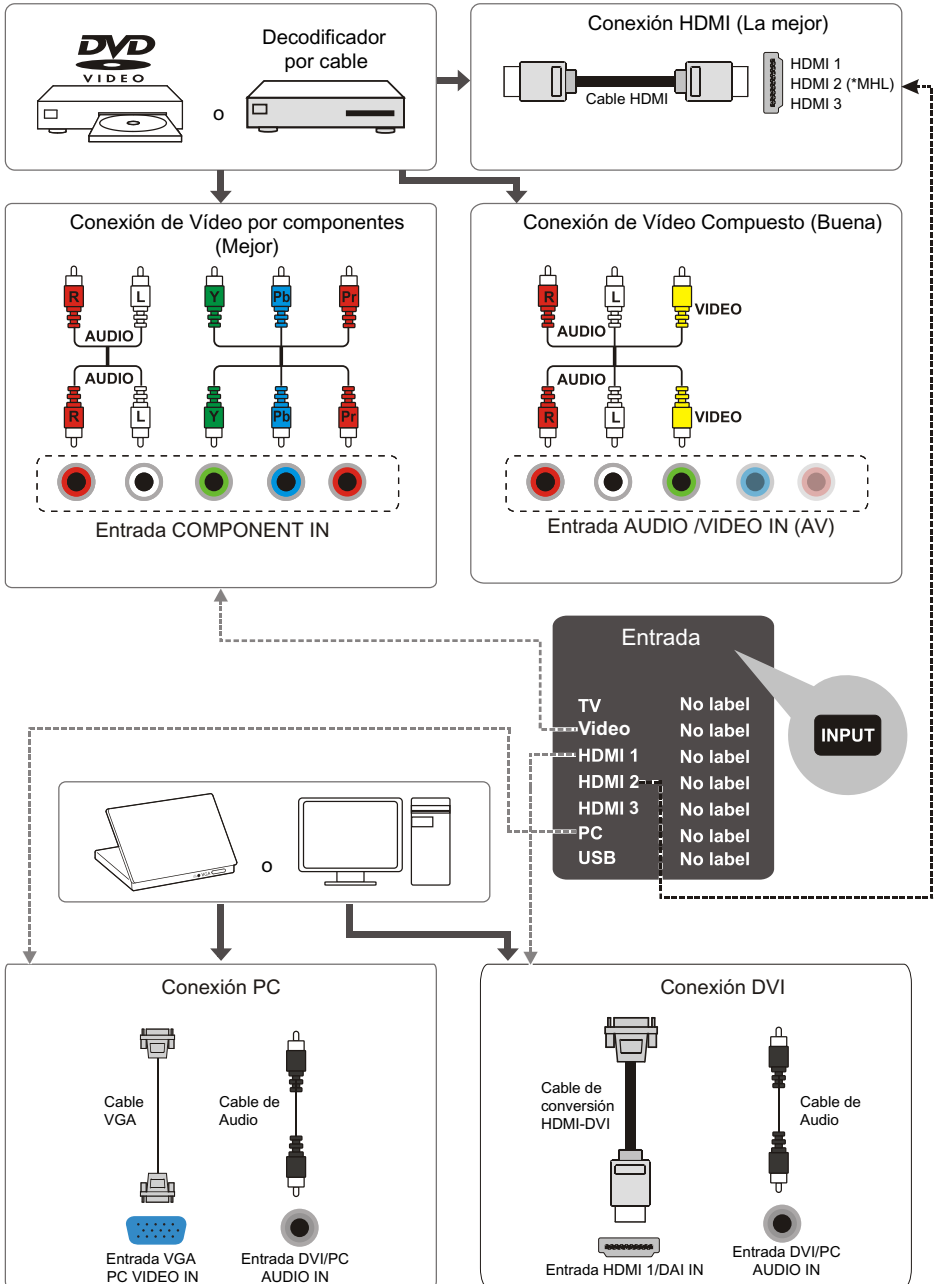 DVD
VIDEO
o
Decodificador
por cable
Conexión HDMI (La mejor)
Cable HDMI
HDMI 1
HDMI 2 (*MHL)
HDMI 3
Conexión de Vídeo por componentes
(Mejor)
R L Y Pb Pr
AUDIO
AUDIO
R L Y Pb Pr
Entrada COMPONENT IN
Conexión de Vídeo Compuesto (Buena)
R L VIDEO
AUDIO
AUDIO
R L VIDEO
Entrada AUDIO /VIDEO IN (AV)
Entrada
TV No label
Video No label
HDMI 1 No label
HDMI 2 No label
HDMI 3 No label
PC No label
USB No label
INPUT
VGA
o
Conexión PC
Cable
VGA
Cable de
Audio
Entrada VGA
PC VIDEO IN
Entrada DVI/PC
AUDIO IN
Conexión DVI
Cable de
conversión
HDMI-DVI
Cable de
Audio
Entrada HDMI 1/DAI IN
Entrada DVI/PC
AUDIO IN